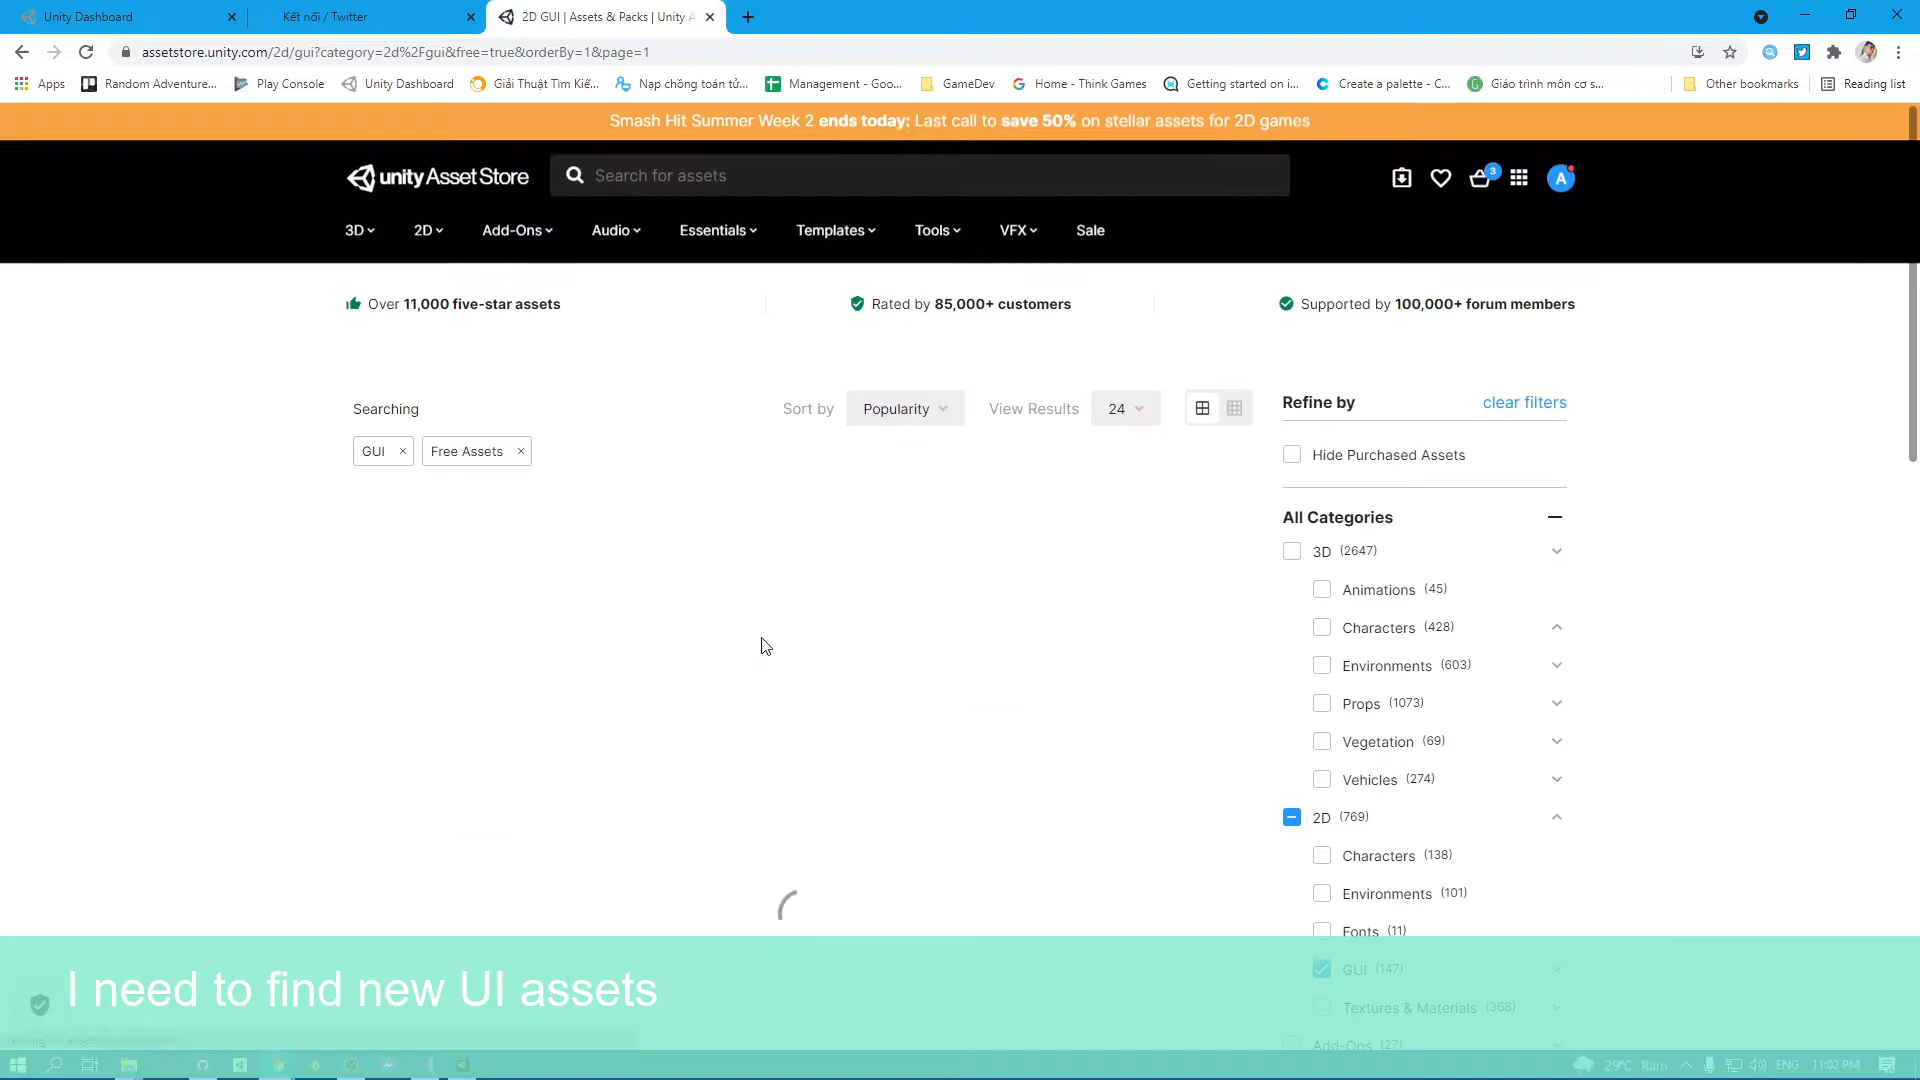 Unity Dashboard
Kết nối / Twitter
2D GUI | Assets & Packs | Unity A
assetstore.unity.com/2d/gui?category=2d%2Fgui&free=true&orderBy=1&page=1
Apps
Random Adventure...
Play Console
Unity Dashboard
Giải Thuật Tìm Kiế...
Nạp chồng toán tử...
Management - Goo...
GameDev
Home - Think Games
Getting started on i...
Create a palette - C...
Giáo trình môn cơ s...
Other bookmarks
Reading list
Smash Hit Summer Week 2 ends today: Last call to save 50% on stellar assets for 2D games
unity Asset Store
Search for assets
3
A
3D
2D
Add-Ons
Audio
Essentials
Templates
Tools
VFX
Sale
Over 11,000 five-star assets
Rated by 85,000+ customers
Supported by 100,000+ forum members
Searching
Sort by
Popularity
View Results
24
GUI ×
Free Assets ×
Refine by
clear filters
Hide Purchased Assets
All Categories
3D (2647)
Animations (45)
Characters (428)
Environments (603)
Props (1073)
Vegetation (69)
Vehicles (274)
2D (769)
Characters (138)
Environments (101)
Fonts (11)
GUI (147)
Textures & Materials (368)
Add-Ons (27)
I need to find new UI assets
29°C Rain
ENG
11:02 PM